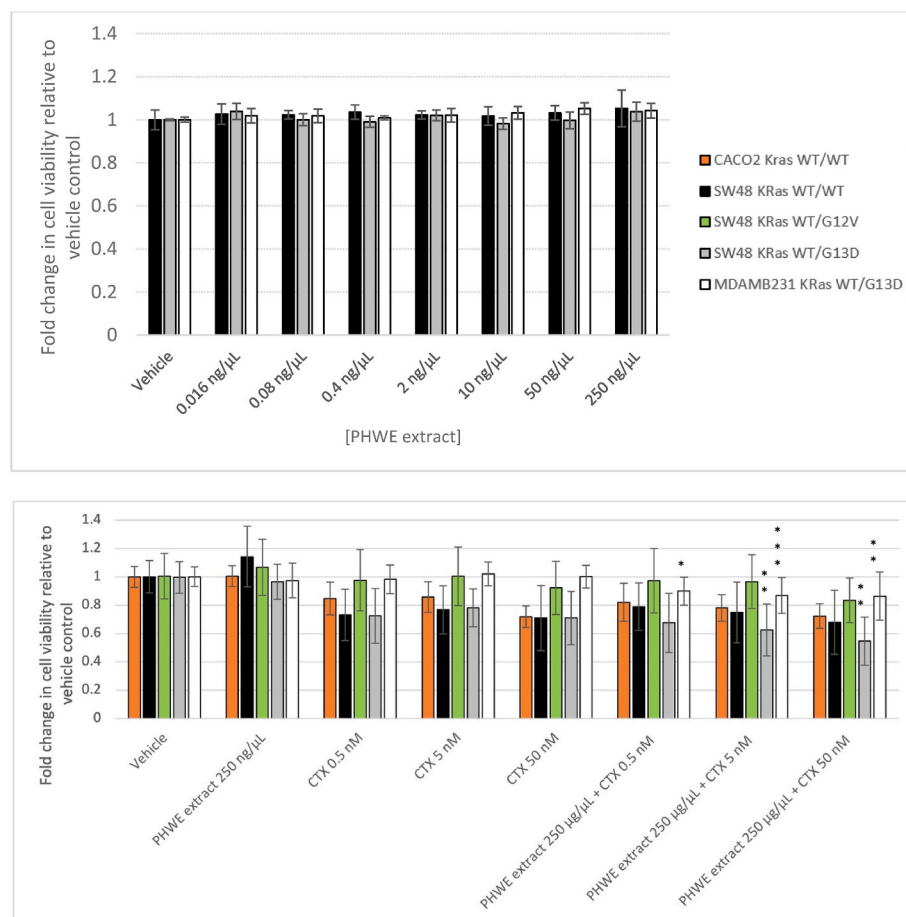 Fold change in cell viability relative to
vehicle control
1.4
1.2
1
0.8
0.6
0.4
0.2
0
Vehicle
0.016 ng/µL
0.08 ng/µL
0.4 ng/µL
2 ng/µL
10 ng/µL
50 ng/µL
250 ng/µL
[PHWE extract]
CACO2 Kras WT/WT
SW48 KRas WT/WT
SW48 KRas WT/G12V
SW48 KRas WT/G13D
MDAMB231 KRas WT/G13D
Fold change in cell viability relative to
vehicle control
1.4
1.2
1
0.8
0.6
0.4
0.2
0
*
* *
* * *
* *
* *
Vehicle
PHWE extract 250 ng/µL
CTX 0.5 nM
CTX 5 nM
CTX 50 nM
PHWE extract 250 µg/µL + CTX 0.5 nM
PHWE extract 250 µg/µL + CTX 5 nM
PHWE extract 250 µg/µL + CTX 50 nM